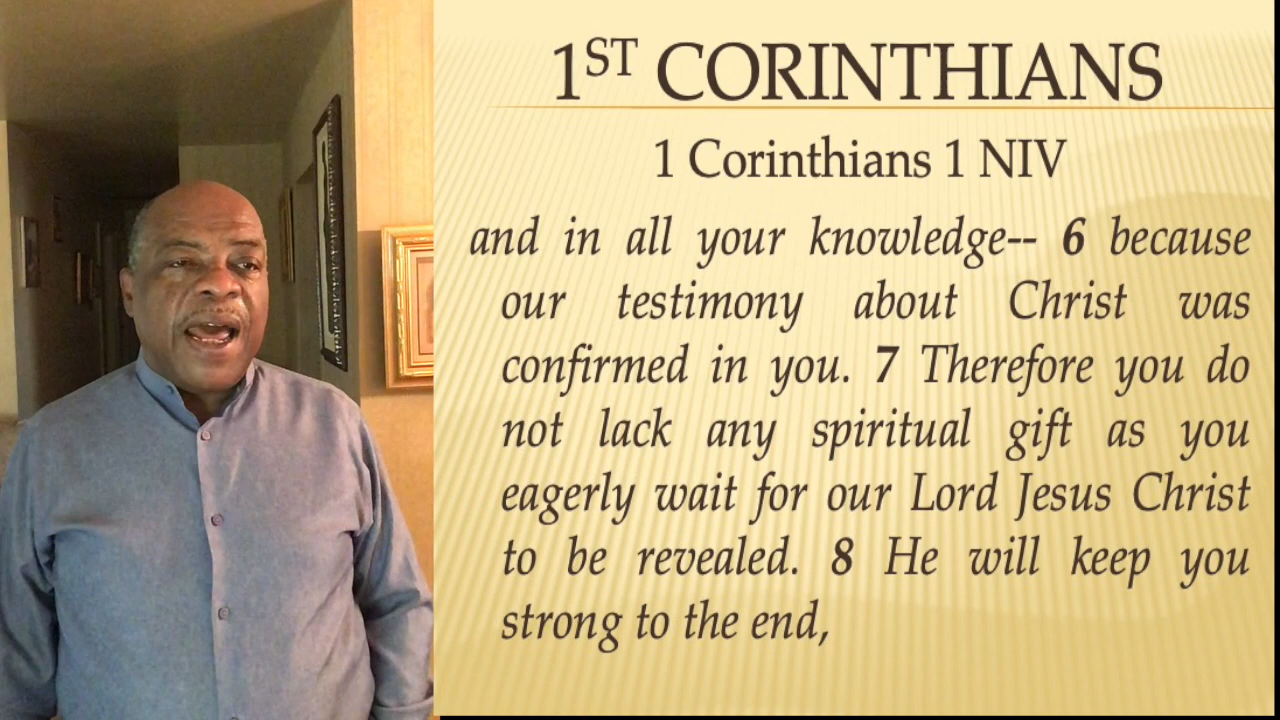 1ST CORINTHIANS
1 Corinthians 1 NIV
and in all your knowledge-- 6 because
our testimony about Christ was
confirmed in you. 7 Therefore you do
not lack any spiritual gift as you
eagerly wait for our Lord Jesus Christ
to be revealed. 8 He will keep you
strong to the end,